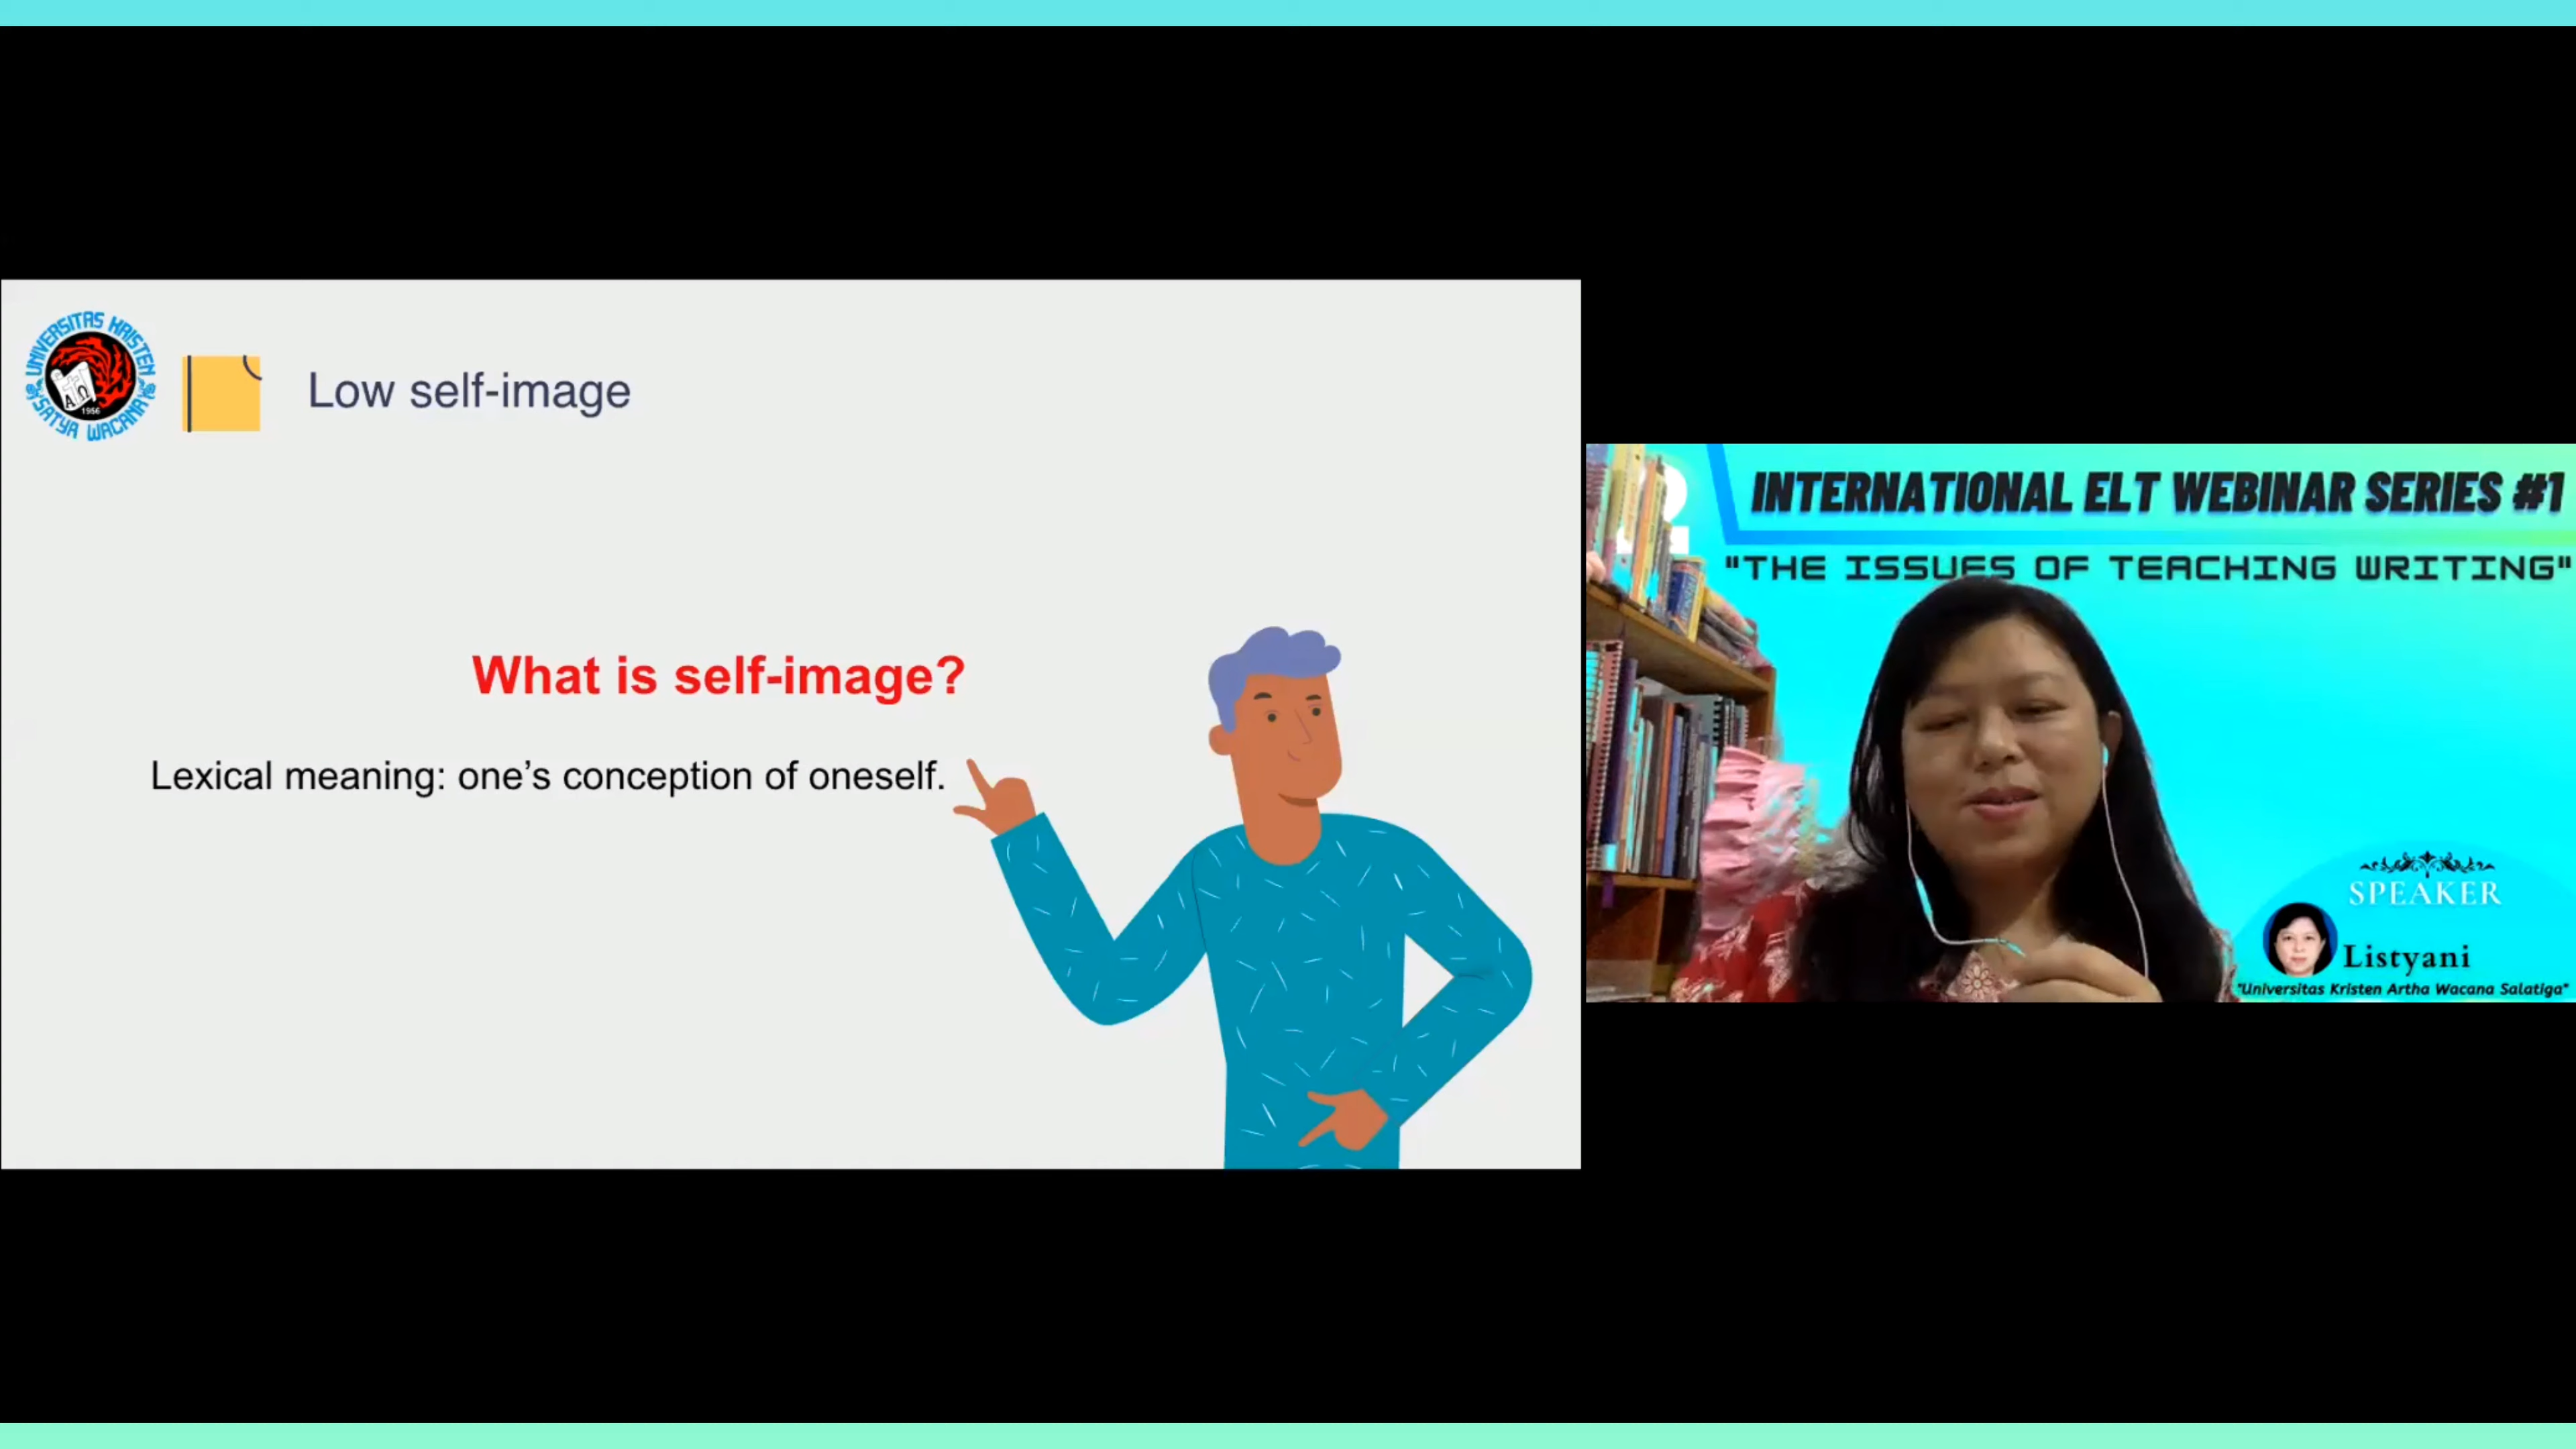 UNIVERSITAS KRISTEN
SATYA WACANA
A Ω
1956
Low self-image
What is self-image?
Lexical meaning: one’s conception of oneself.
INTERNATIONAL ELT WEBINAR SERIES #1
"THE ISSUES OF TEACHING WRITING"
SPEAKER
Listyani
"Universitas Kristen Artha Wacana Salatiga"